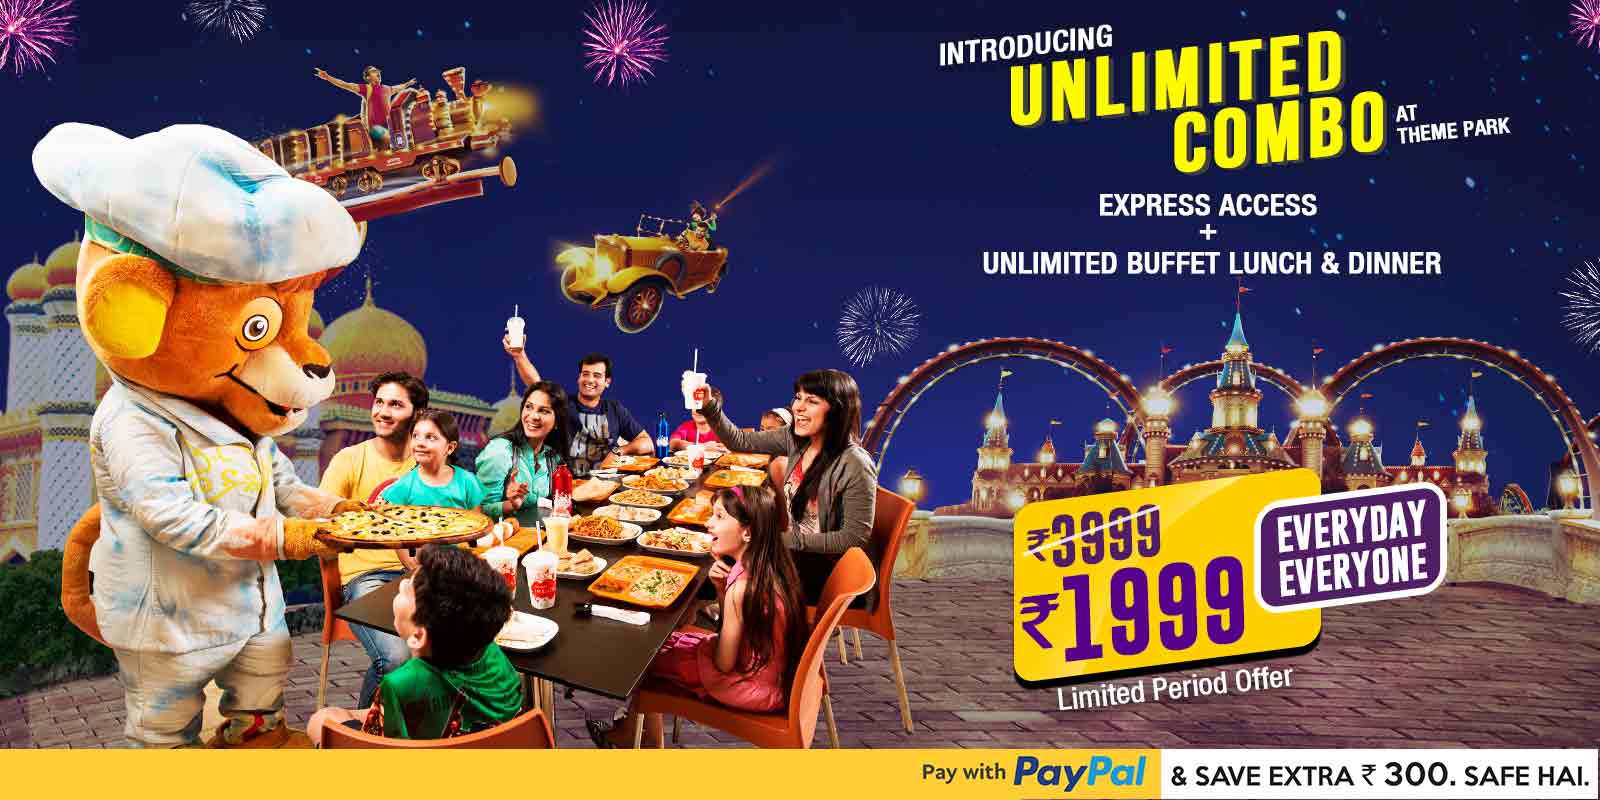 INTRODUCING
UNLIMITED
COMBO
AT
THEME PARK
EXPRESS ACCESS
+
UNLIMITED BUFFET LUNCH & DINNER
₹3999
₹1999
EVERYDAY
EVERYONE
Limited Period Offer
Pay with PayPal & SAVE EXTRA ₹ 300. SAFE HAI.